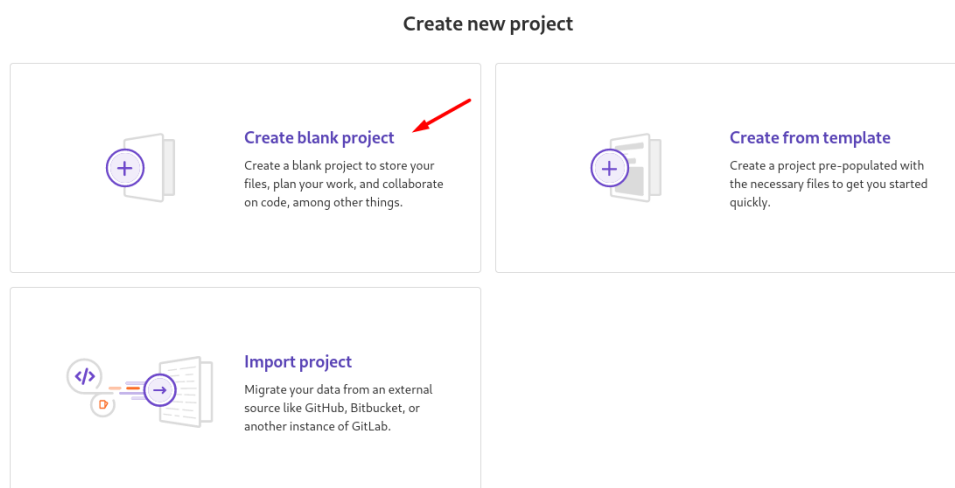 Create new project
Create blank project
Create a blank project to store your
files, plan your work, and collaborate
on code, among other things.
Create from template
Create a project pre-populated with
the necessary files to get you started
quickly.
Import project
Migrate your data from an external
source like GitHub, Bitbucket, or
another instance of GitLab.